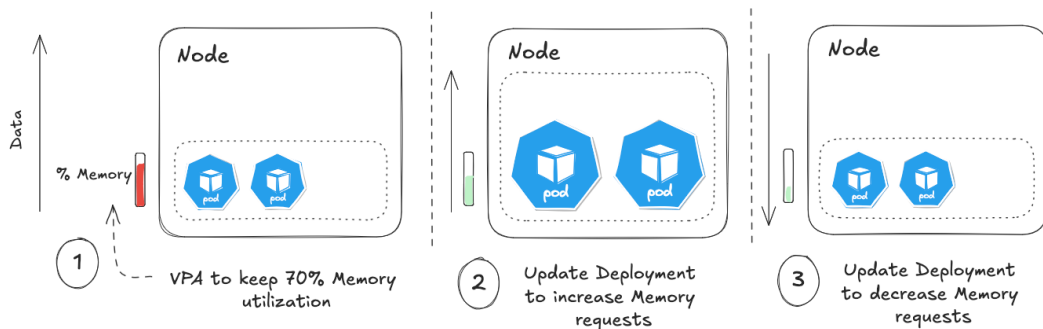 Node
Data
% Memory
pod
pod
1
VPA to keep 70% Memory
utilization
Node
pod
pod
2
Update Deployment
to increase Memory
requests
Node
pod
pod
3
Update Deployment
to decrease Memory
requests